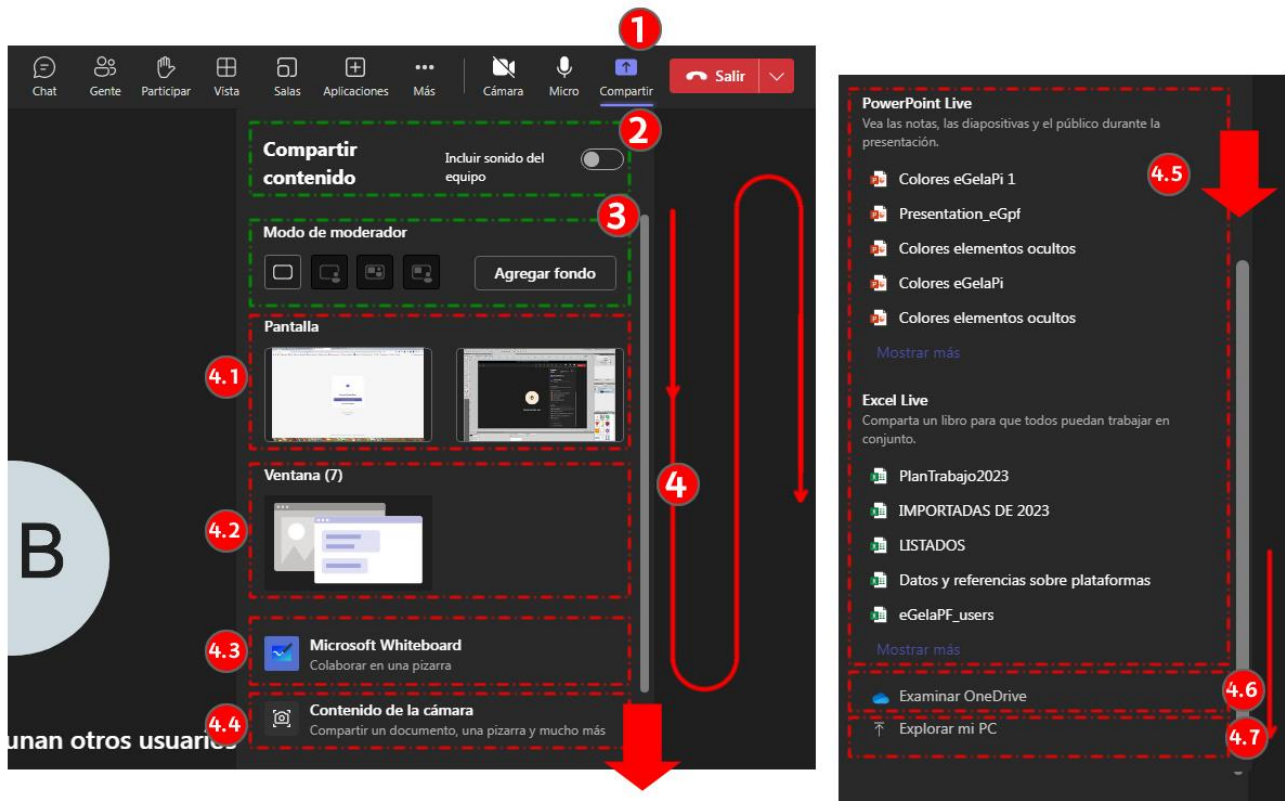 1
Chat
Gente
Participar
Vista
Salas
Aplicaciones
Más
Cámara
Micro
Compartir
Salir
2
Compartir
contenido
Incluir sonido del
equipo
3
Modo de moderador
Agregar fondo
Pantalla
4.1
Ventana (7)
4
4.2
B
4.3
Microsoft Whiteboard
Colaborar en una pizarra
4.4
Contenido de la cámara
Compartir un documento, una pizarra y mucho más
unan otros usuarios
PowerPoint Live
Vea las notas, las diapositivas y el público durante la
presentación.
4.5
Colores eGelaPi 1
Presentation_eGpf
Colores elementos ocultos
Colores eGelaPi
Colores elementos ocultos
Mostrar más
Excel Live
Comparta un libro para que todos puedan trabajar en
conjunto.
PlanTrabajo2023
IMPORTADAS DE 2023
LISTADOS
Datos y referencias sobre plataformas
eGelaPF_users
Mostrar más
Examinar OneDrive
4.6
Explorar mi PC
4.7